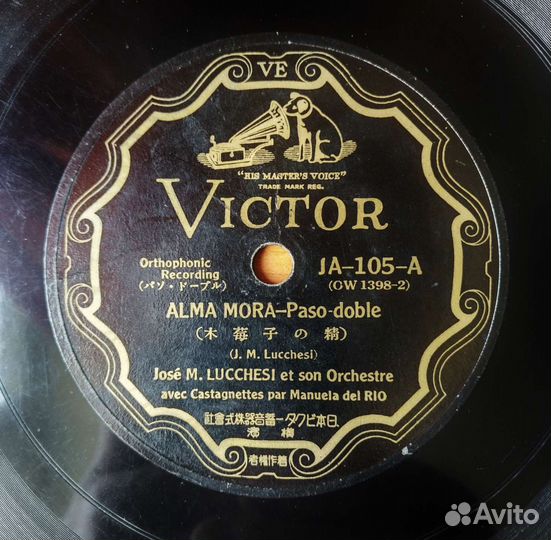 VE
"HIS MASTER'S VOICE"
TRADE MARK REG.
VICTOR
Orthophonic
Recording
(パソ・ドーブル)
JA-105-A
(OW 1398-2)
ALMA MORA-Paso-doble
(木莓子の精)
(J. M. Lucchesi)
José M. LUCCHESI et son Orchestre
avec Castagnettes par Manuela del RIO
社會式株器音蓄ータクビ本日
濱橫
者權作著
Avito